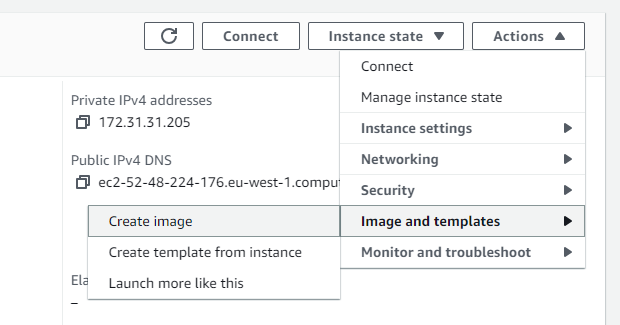 Connect
Instance state
Actions
Connect
Private IPv4 addresses
Manage instance state
172.31.31.205
Instance settings
Public IPv4 DNS
Networking
ec2-52-48-224-176.eu-west-1.compu
Security
Create image
Image and templates
Create template from instance
Monitor and troubleshoot
Ela
Launch more like this
–